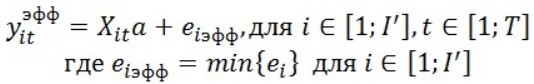 y_{it}^{эфф} = X_{it}a + e_{iэфф}, для i ∈ [1; I′], t ∈ [1; T]
где e_{iэфф} = min{e_i} для i ∈ [1; I′]